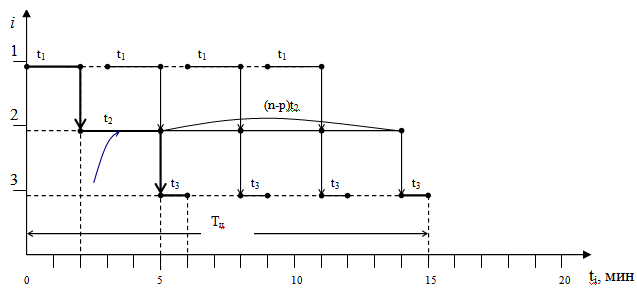 i
1 t₁ t₁ t₁ t₁
(n-p)t₂
2 t₂
3 t₃ t₃ t₃ t₃
Tц
0 5 10 15 20
tᵢ, мин